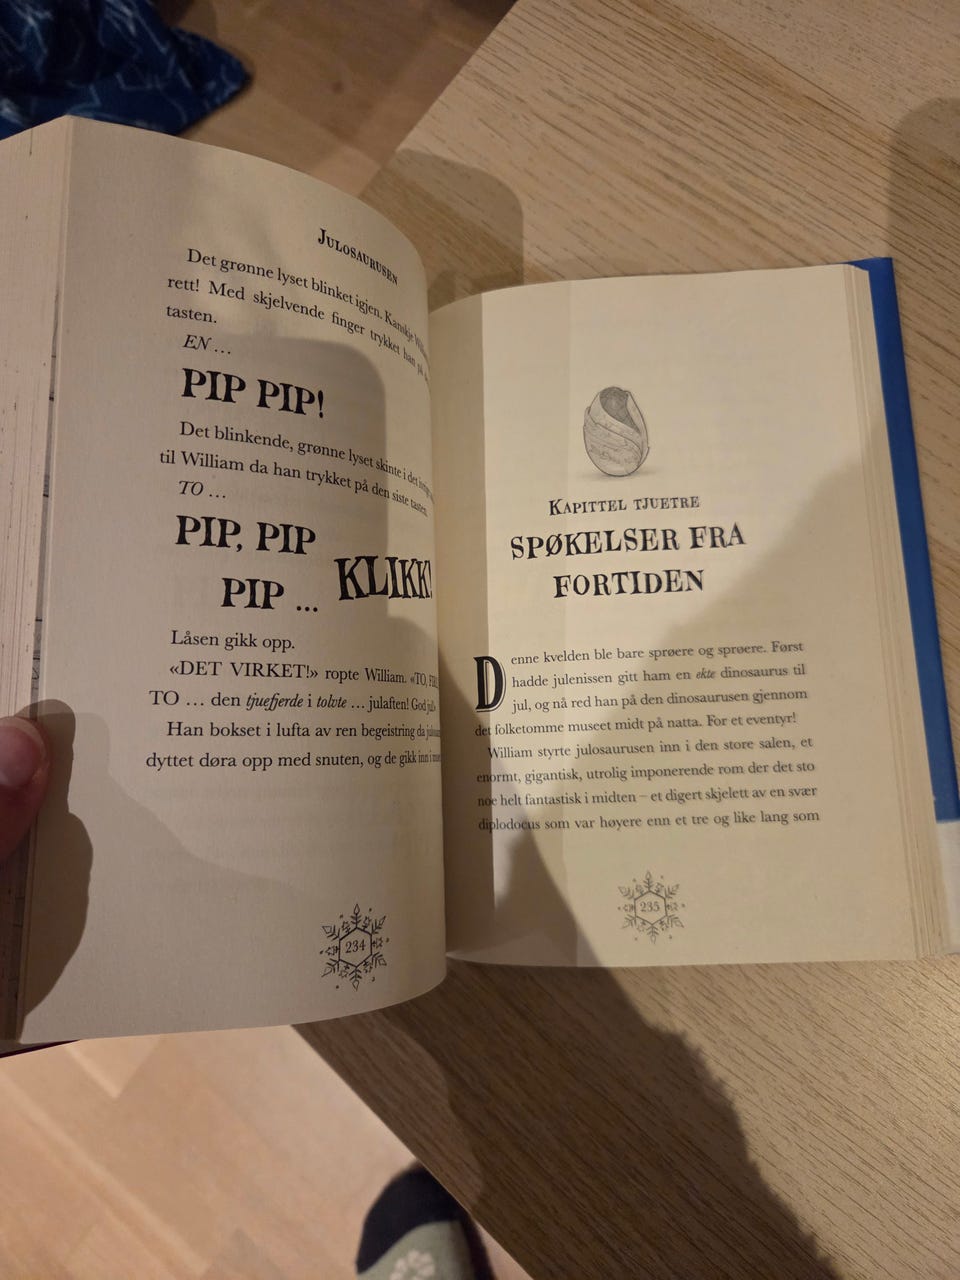 JULOSAURUSEN
Det grønne lyset blinket igjen. Kanskje
rett! Med skjelvende finger trykket han på
tasten.
EN …
PIP PIP!
Det blinkende, grønne lyset skinte i det
til William da han trykket på den siste tasten.
TO …
PIP, PIP
PIP … KLIKK!
Låsen gikk opp.
«DET VIRKET!» ropte William. «TO,
TO … den tjuefjerde i tolvte … julaften! God jul»
Han bokset i lufta av ren begeistring da
dyttet døra opp med snuten, og de gikk inn i
234
KAPITTEL TJUETRE
SPØKELSER FRA
FORTIDEN
Denne kvelden ble bare sprøere og sprøere. Først
hadde julenissen gitt ham en ekte dinosaurus til
jul, og nå red han på den dinosaurusen gjennom
det folketomme museet midt på natta. For et eventyr!
William styrte julosaurusen inn i den store salen, et
enormt, gigantisk, utrolig imponerende rom der det sto
noe helt fantastisk i midten – et digert skjelett av en svær
diplodocus som var høyere enn et tre og like lang som
235